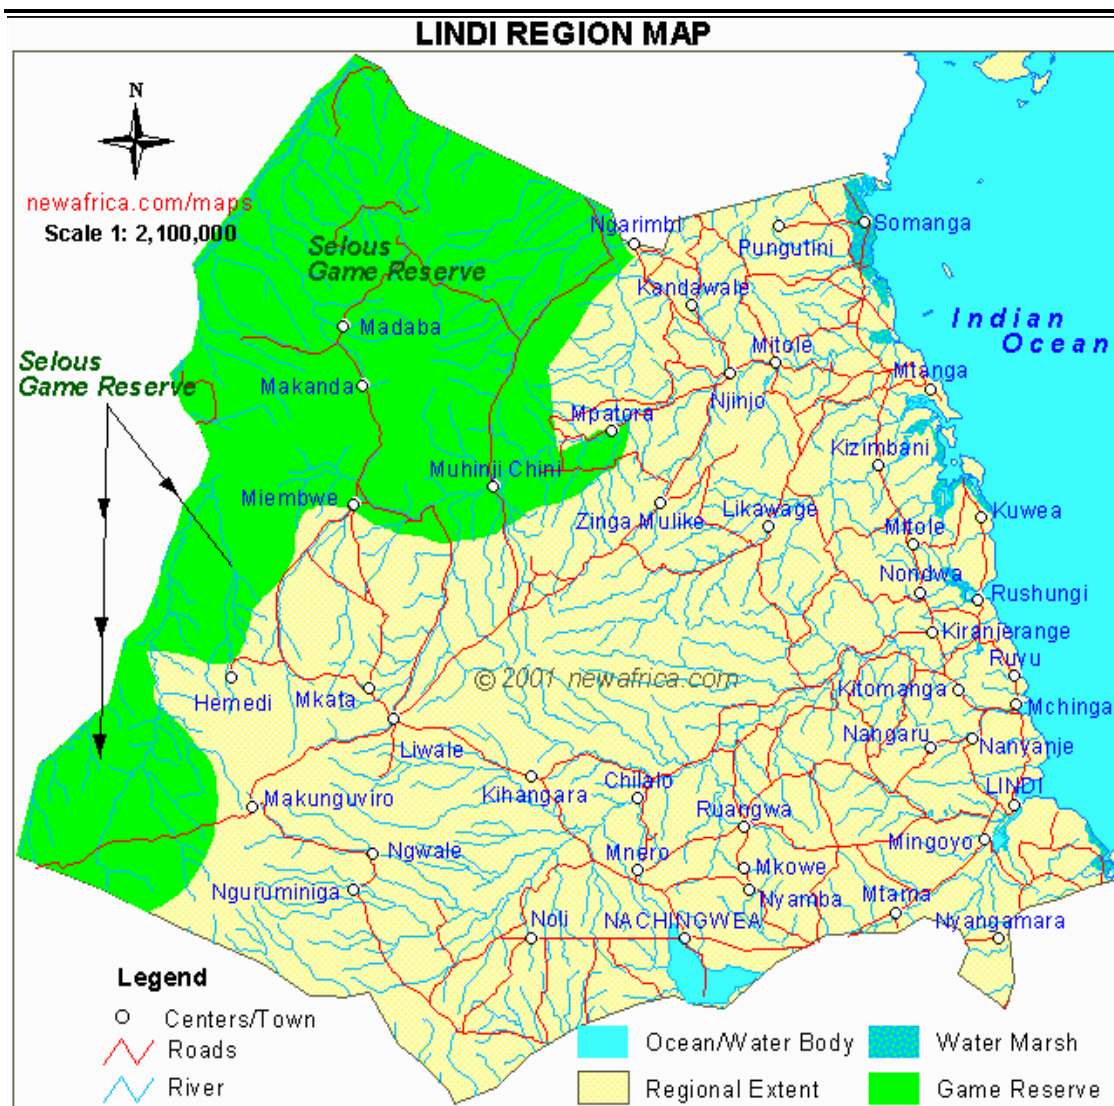 LINDI REGION MAP
N
newafrica.com/maps
Scale 1: 2,100,000
Ngarimbi
Somanga
Pungutini
Selous
Game Reserve
Kandawale
Indian
Ocean
Madaba
Selous
Game Reserve
Mitole
Mtanga
Makanda
Njinjo
Mpatora
Kizimbani
Muhinji Chini
Miembwe
Zinga Mulike
Likawage
Kuwea
Mitole
Nondwa
Rushungi
Kiranjerange
Ruvu
© 2001 newafrica.com
Hemedi
Mkata
Kitomanga
Mchinga
Liwale
Nangaru
Nanyanje
Kihangara
Chilalo
LINDI
Makunguviro
Ruangwa
Mingoyo
Ngwale
Mnero
Mkowe
Nguruminiga
Nyamba
Mtama
Noli
NACHINGWEA
Nyangamara
Legend
Centers/Town
Roads
River
Ocean/Water Body
Water Marsh
Regional Extent
Game Reserve